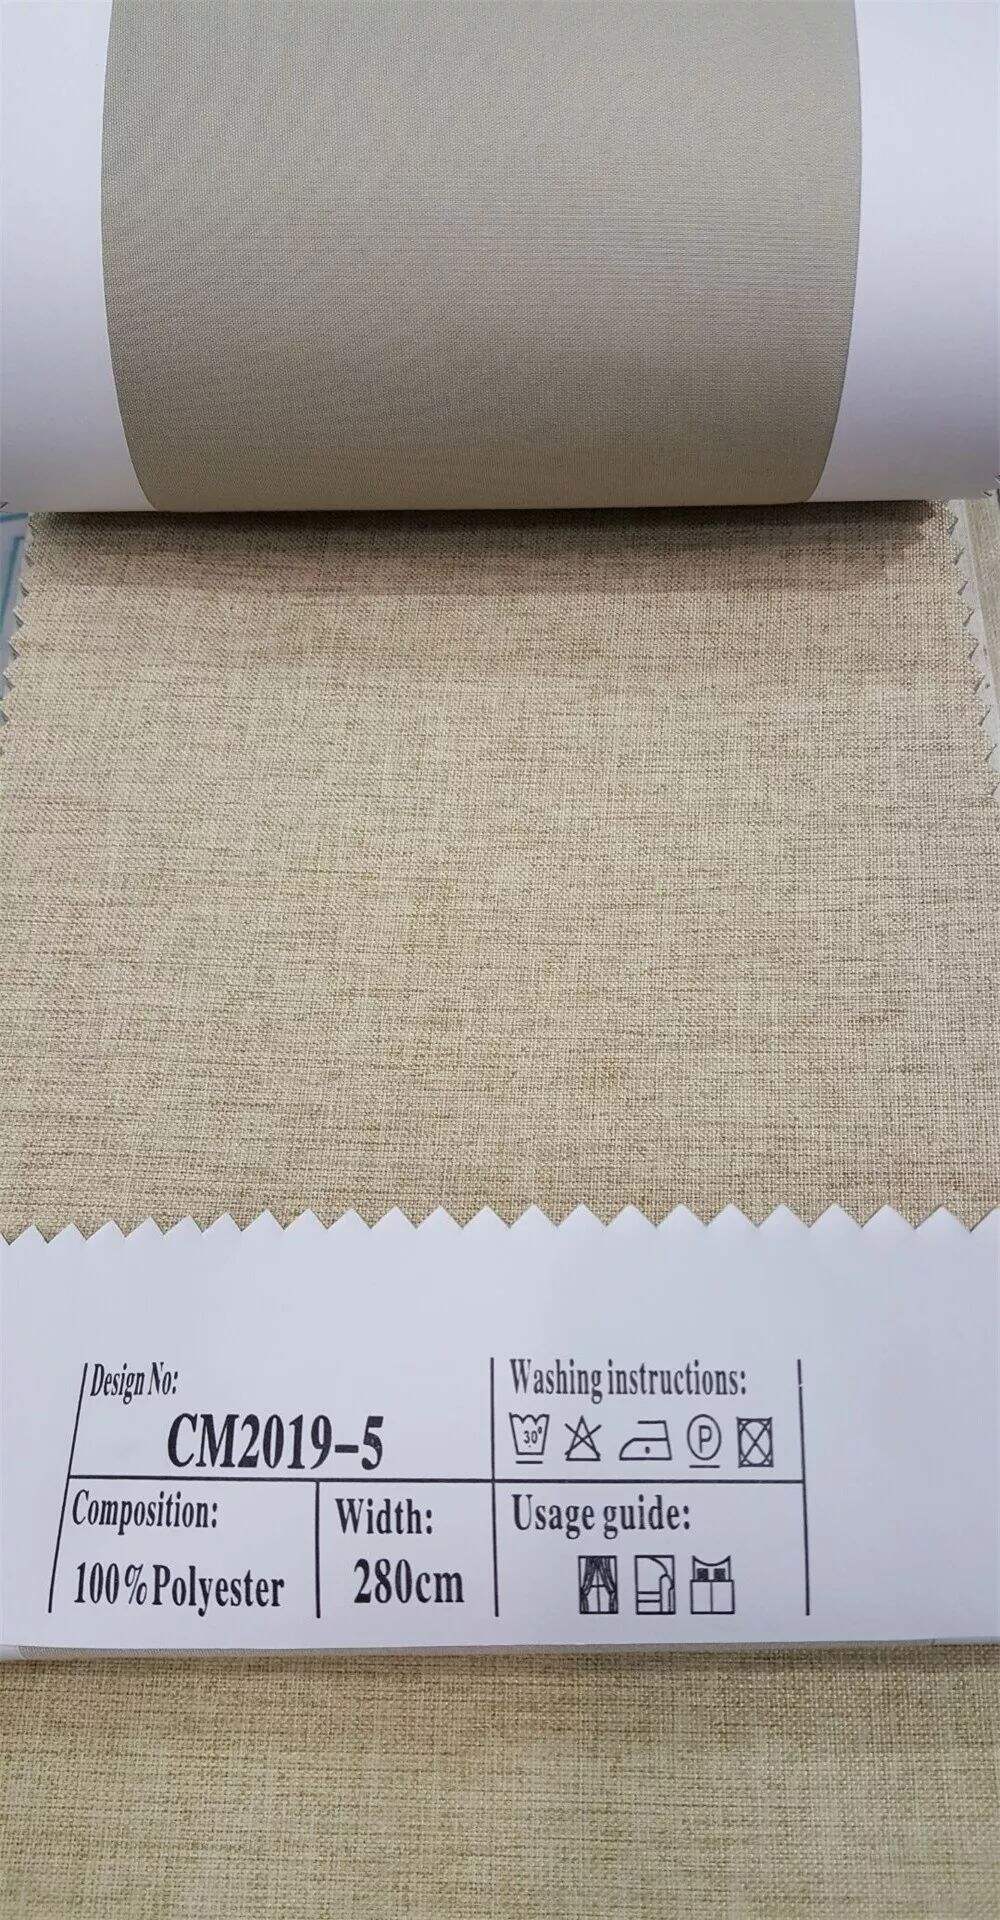 Design No:
CM2019-5
Washing instructions:
30°
P
Composition:
100%Polyester
Width:
280cm
Usage guide: